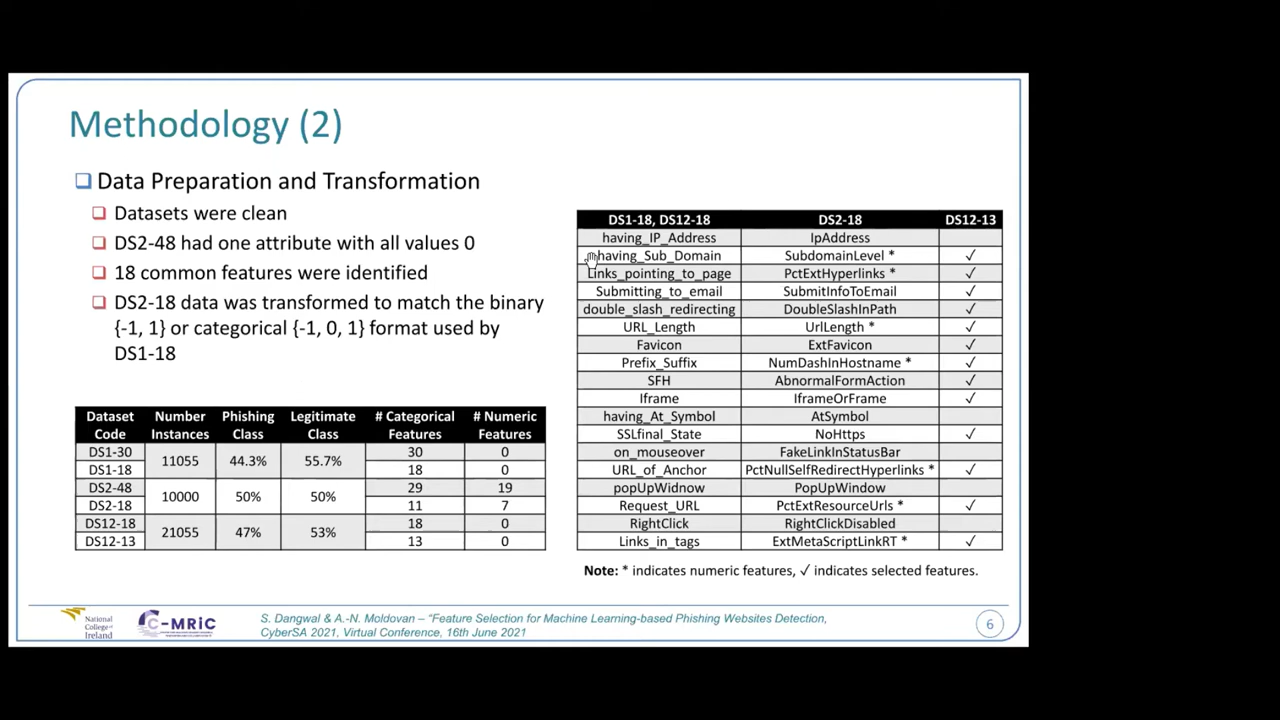 Methodology (2)
Data Preparation and Transformation
Datasets were clean
DS2-48 had one attribute with all values 0
18 common features were identified
DS2-18 data was transformed to match the binary
{-1, 1} or categorical {-1, 0, 1} format used by
DS1-18
Dataset Code Number Instances Phishing Class Legitimate Class # Categorical Features # Numeric Features
DS1-30 11055 44.3% 55.7% 30 0
DS1-18 18 0
DS2-48 10000 50% 50% 29 19
DS2-18 11 7
DS12-18 21055 47% 53% 18 0
DS12-13 13 0
DS1-18, DS12-18 DS2-18 DS12-13
having_IP_Address IpAddress
having_Sub_Domain SubdomainLevel * ✓
Links_pointing_to_page PctExtHyperlinks * ✓
Submitting_to_email SubmitInfoToEmail ✓
double_slash_redirecting DoubleSlashInPath ✓
URL_Length UrlLength * ✓
Favicon ExtFavicon ✓
Prefix_Suffix NumDashInHostname * ✓
SFH AbnormalFormAction ✓
Iframe IframeOrFrame ✓
having_At_Symbol AtSymbol
SSLfinal_State NoHttps ✓
on_mouseover FakeLinkInStatusBar
URL_of_Anchor PctNullSelfRedirectHyperlinks * ✓
popUpWidnow PopUpWindow
Request_URL PctExtResourceUrls * ✓
RightClick RightClickDisabled
Links_in_tags ExtMetaScriptLinkRT * ✓
Note: * indicates numeric features, ✓ indicates selected features.
National
College of
Ireland
C-MRiC
S. Dangwal & A.-N. Moldovan – "Feature Selection for Machine Learning-based Phishing Websites Detection,
CyberSA 2021, Virtual Conference, 16th June 2021
6